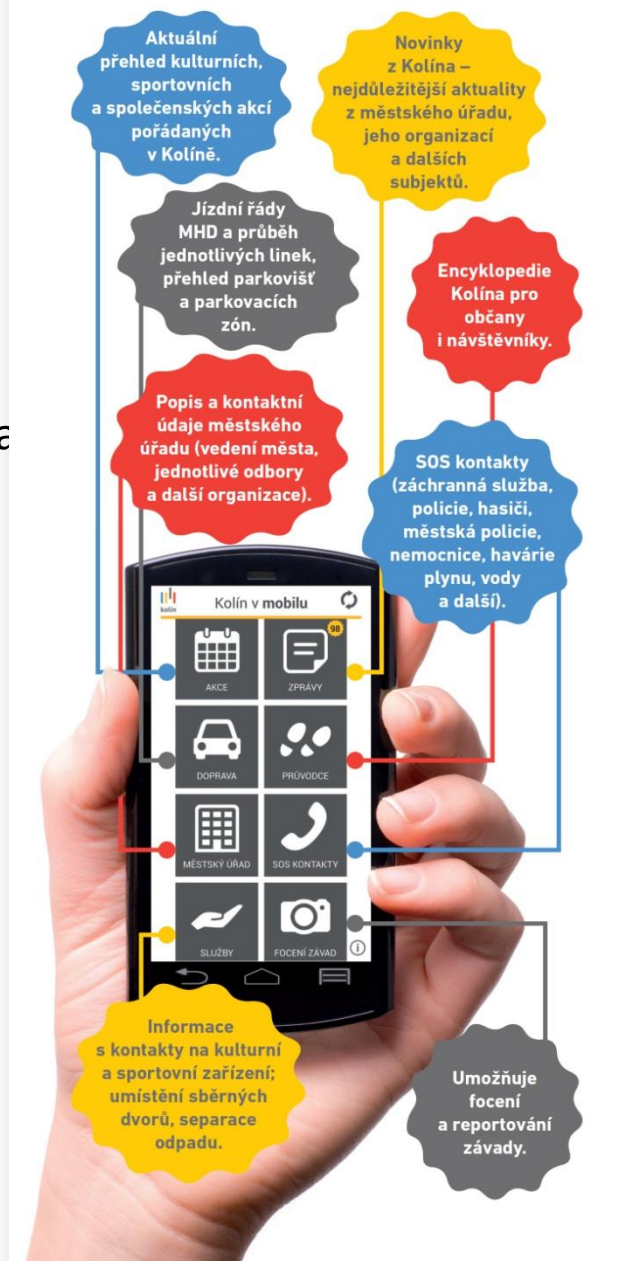 Aktuální
přehled kulturních,
sportovních
a společenských akcí
pořádaných
v Kolíně.
Novinky
z Kolína –
nejdůležitější aktuality
z městského úřadu,
jeho organizací
a dalších
subjektů.
Jízdní řády
MHD a průběh
jednotlivých linek,
přehled parkovišť
a parkovacích
zón.
Encyklopedie
Kolína pro
občany
i návštěvníky.
Popis a kontaktní
údaje městského
úřadu (vedení města,
jednotlivé odbory
a další organizace).
SOS kontakty
(záchranná služba,
policie, hasiči,
městská policie,
nemocnice, havárie
plynu, vody
a další).
a
kolín
Kolín v mobilu
98
AKCE
ZPRÁVY
DOPRAVA
PRŮVODCE
MĚSTSKÝ ÚŘAD
SOS KONTAKTY
SLUŽBY
FOCENÍ ZÁVAD
Informace
s kontakty na kulturní
a sportovní zařízení;
umístění sběrných
dvorů, separace
odpadu.
Umožňuje
focení
a reportování
závady.